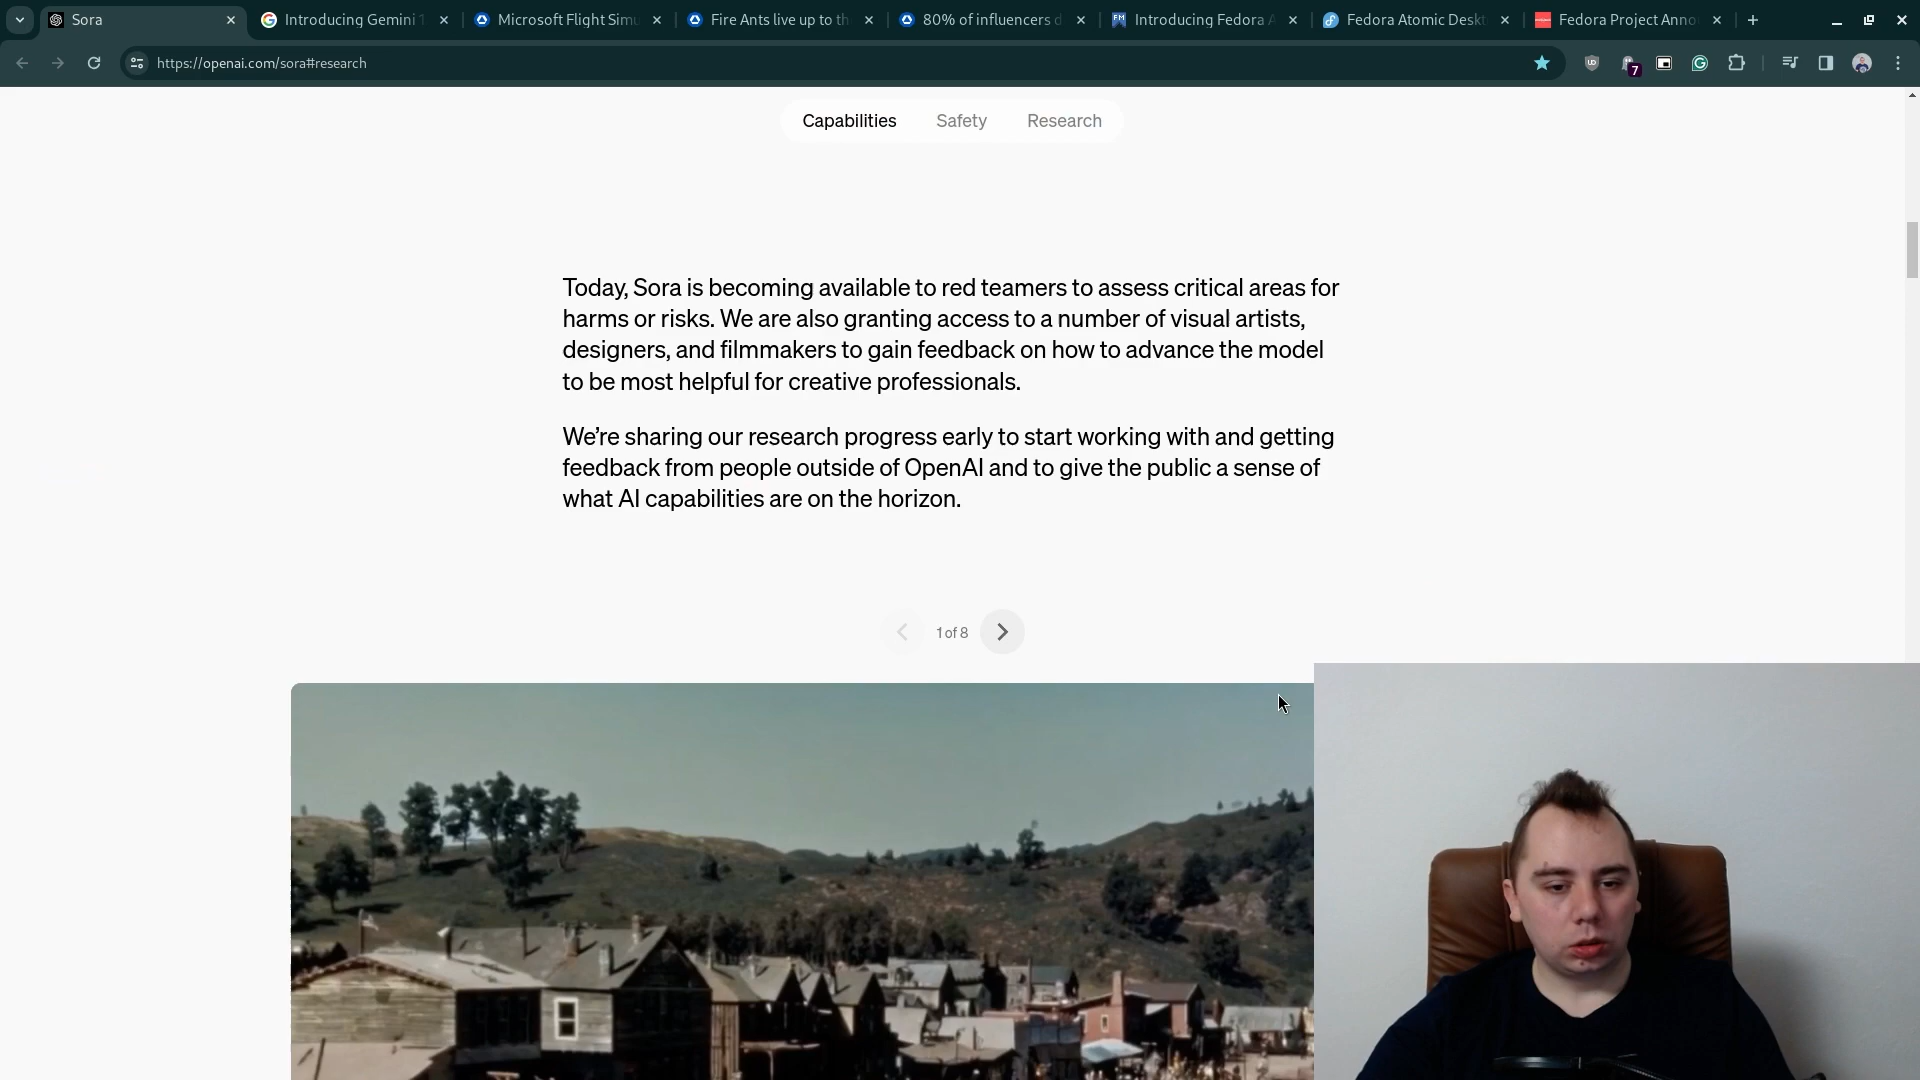 Sora
Introducing Gemini 1
Microsoft Flight Simu
Fire Ants live up to th
80% of influencers d
Introducing Fedora A
Fedora Atomic Deskt
Fedora Project Anno
https://openai.com/sora#research
7
Capabilities
Safety
Research
Today, Sora is becoming available to red teamers to assess critical areas for
harms or risks. We are also granting access to a number of visual artists,
designers, and filmmakers to gain feedback on how to advance the model
to be most helpful for creative professionals.
We’re sharing our research progress early to start working with and getting
feedback from people outside of OpenAI and to give the public a sense of
what AI capabilities are on the horizon.
1 of 8